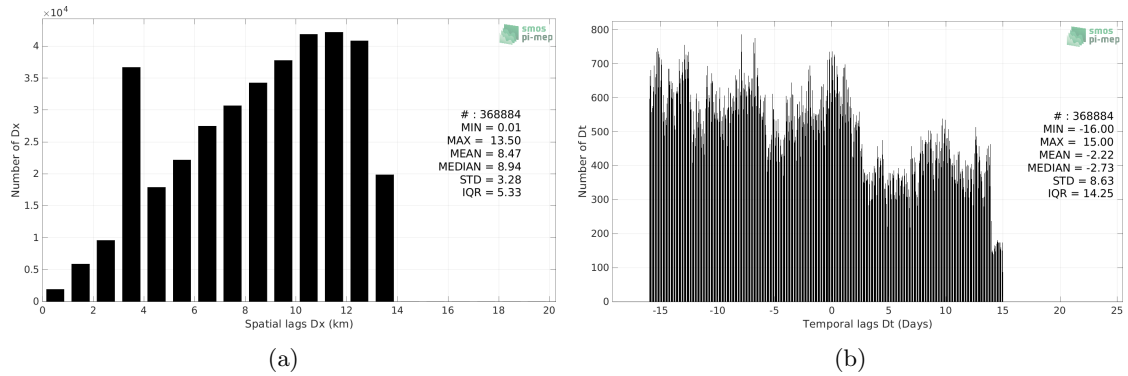 ×10⁴
4
3.5
3
2.5
2
1.5
1
0.5
0
Number of Dx
smos
pi-mep
# : 368884
MIN = 0.01
MAX = 13.50
MEAN = 8.47
MEDIAN = 8.94
STD = 3.28
IQR = 5.33
0 2 4 6 8 10 12 14 16 18 20
Spatial lags Dx (km)
(a)
800
700
600
500
400
300
200
100
0
Number of Dt
smos
pi-mep
# : 368884
MIN = -16.00
MAX = 15.00
MEAN = -2.22
MEDIAN = -2.73
STD = 8.63
IQR = 14.25
-15 -10 -5 0 5 10 15 20 25
Temporal lags Dt (Days)
(b)